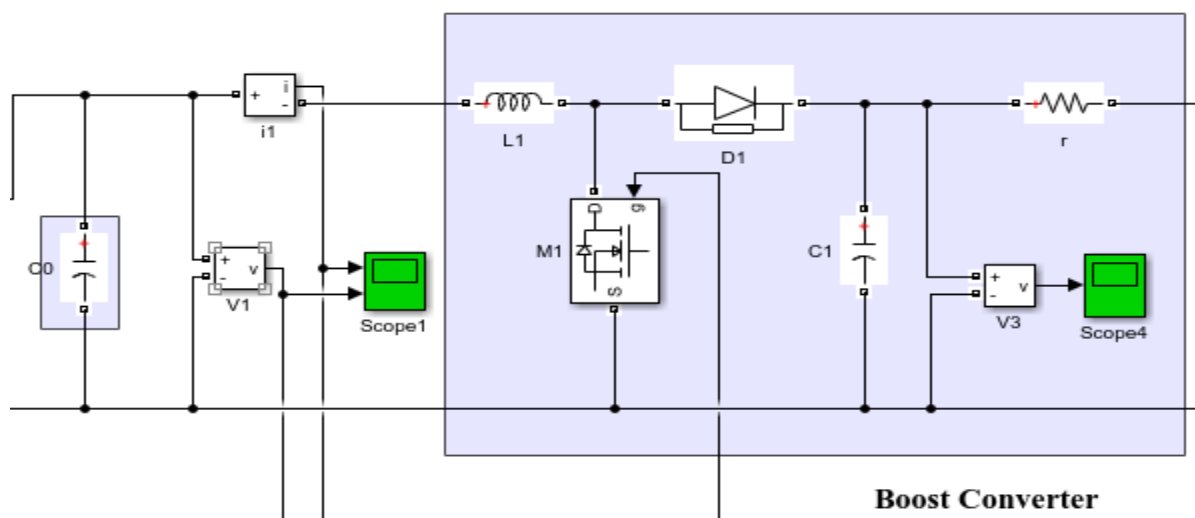 i
+
-
i1
L1
D1
r
C0
+
-
v
V1
Scope1
D
g
M1
S
C1
+
-
v
V3
Scope4
Boost Converter